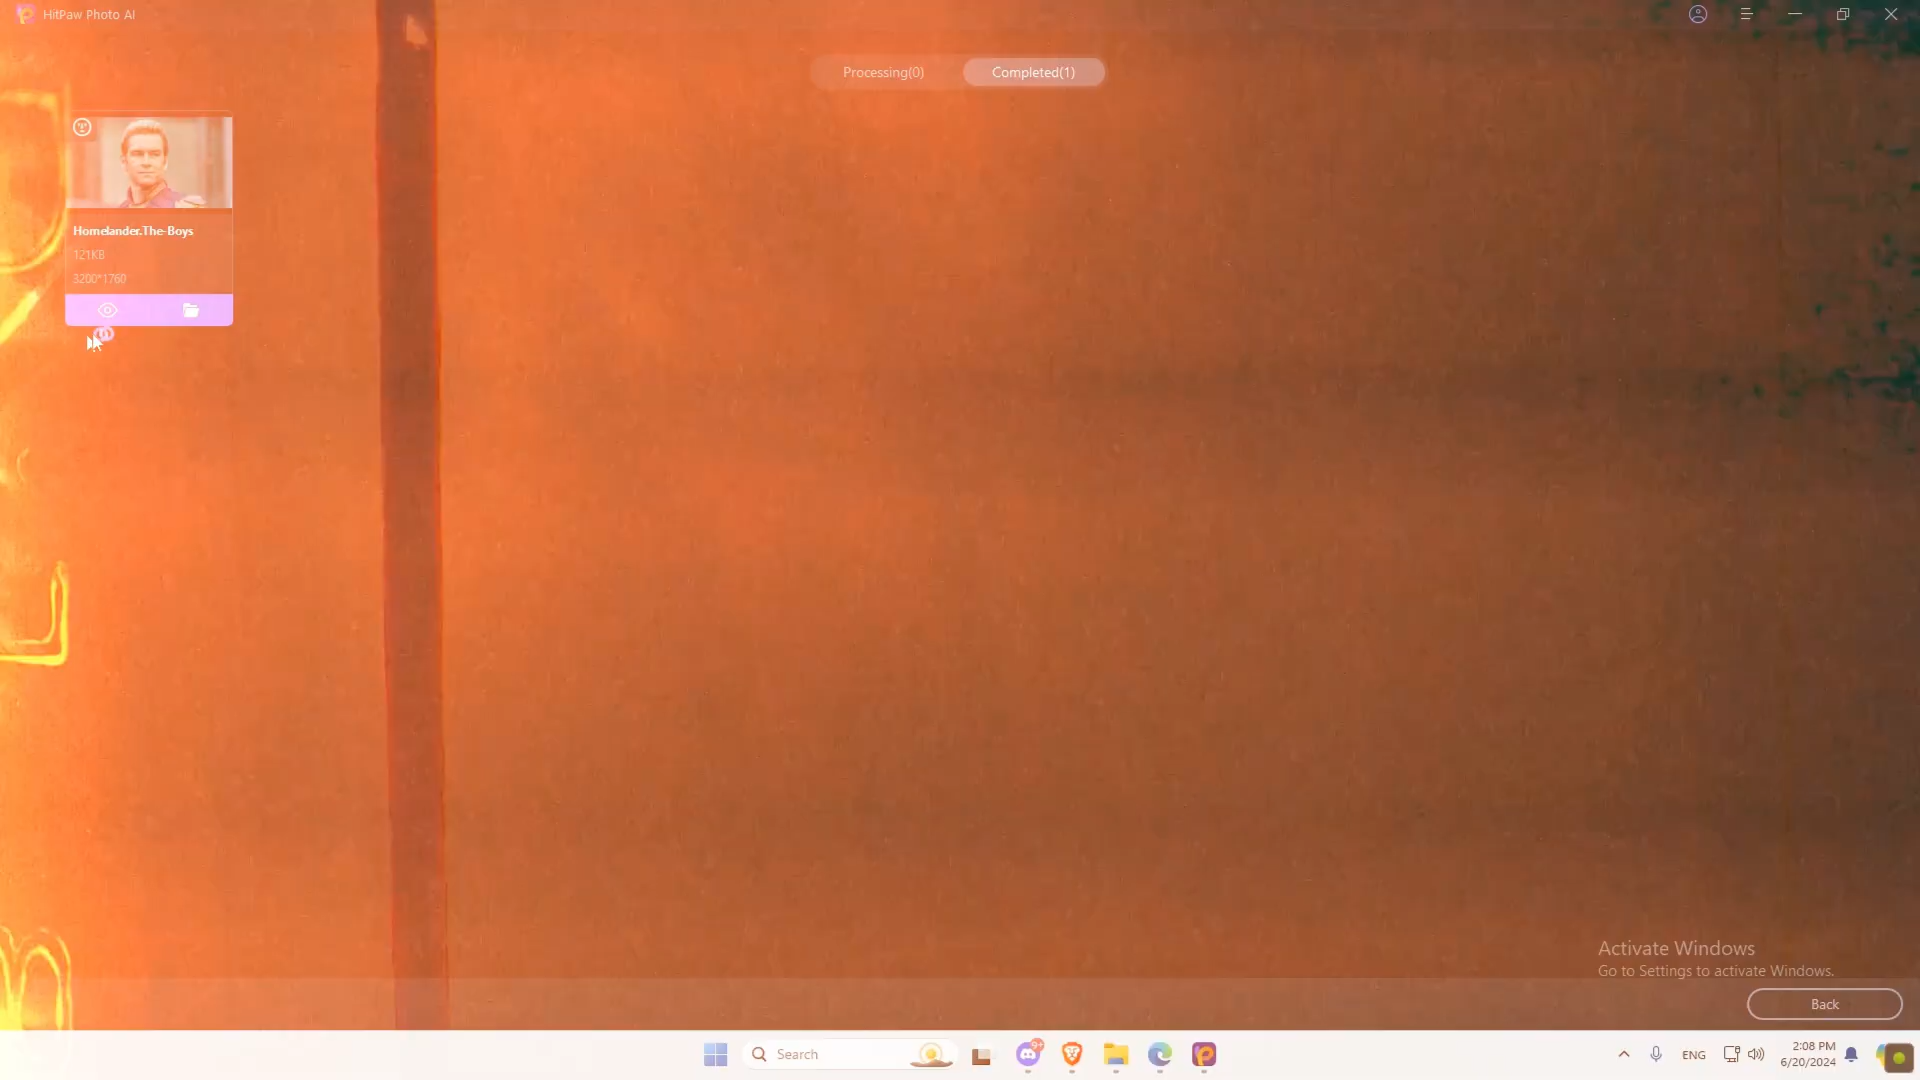 HitPaw Photo AI
Processing(0)
Completed(1)
Homelander.The-Boys
121KB
3200*1760
Activate Windows
Go to Settings to activate Windows.
Back
Search
9+
ENG
2:08 PM
6/20/2024